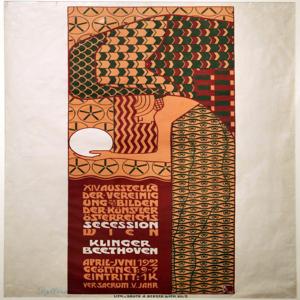 XIV AUSSTELLG
DER VEREINIG
UNG BILDEN
DER KÜNSTLER
ÖSTERREICHS
SECESSION
WIEN
KLINGER
BEETHOVEN
APRIL-JUNI 1902
GEÖFFNET: 9-7
EINTRITT: 1K
VER SACRUM V. JAHR